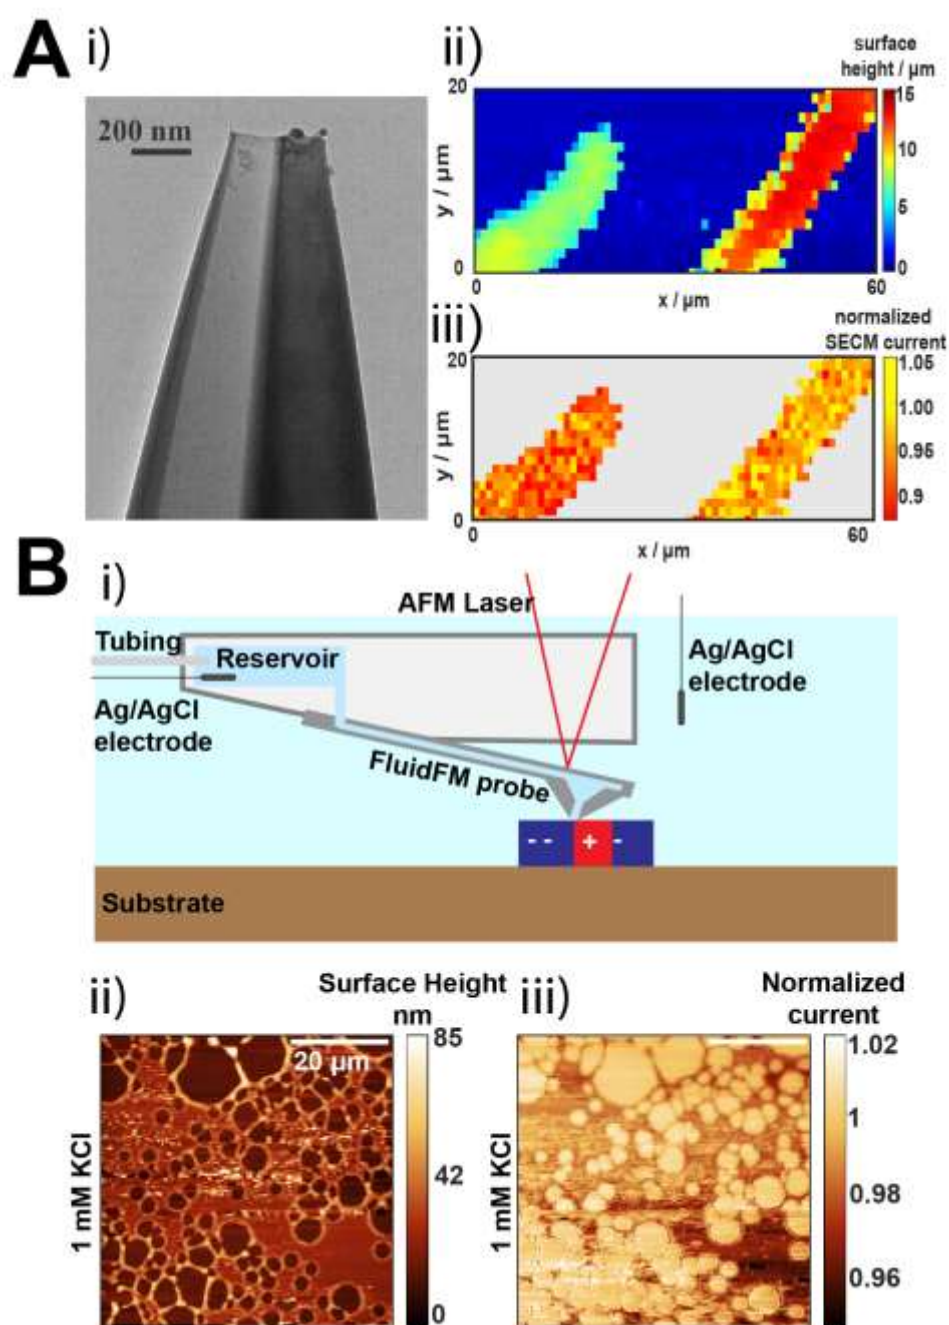 A
i)
200 nm
ii)
surface
height / µm
20
y / µm
0
0
x / µm
60
15
10
5
0
iii)
normalized
SECM current
20
y / µm
0
0
x / µm
60
1.05
1.00
0.95
0.9
B
i)
AFM Laser
Tubing
Reservoir
Ag/AgCl
electrode
Ag/AgCl
electrode
FluidFM probe
- - + -
Substrate
ii)
Surface Height
nm
85
20 µm
42
1 mM KCl
0
iii)
Normalized
current
1.02
1
1 mM KCl
0.98
0.96